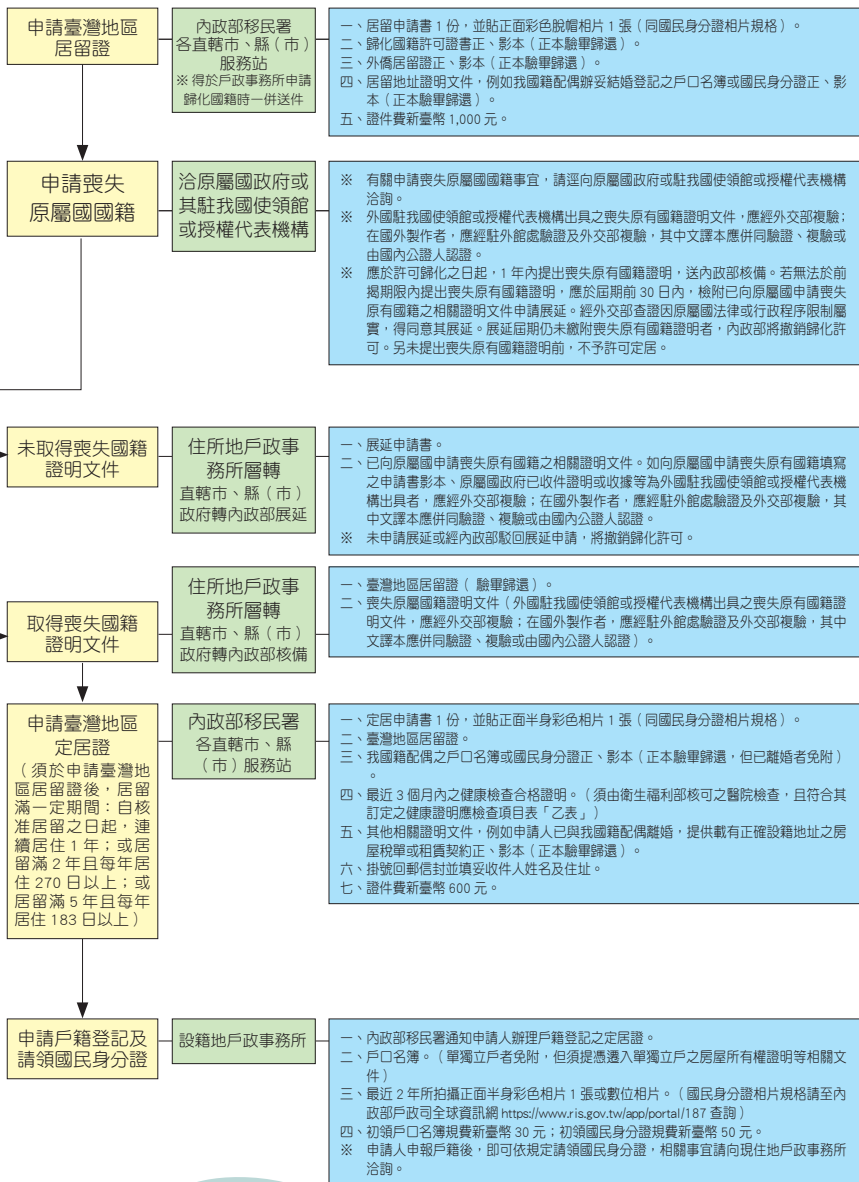 申請臺灣地區
居留證
內政部移民署
各直轄市、縣（市）
服務站
※ 得於戶政事務所申請
歸化國籍時一併送件
一、居留申請書 1 份，並貼正面彩色脫帽相片 1 張（同國民身分證相片規格）。
二、歸化國籍許可證書正、影本（正本驗畢歸還）。
三、外僑居留證正、影本（正本驗畢歸還）。
四、居留地址證明文件，例如我國籍配偶辦妥結婚登記之戶口名簿或國民身分證正、影
本（正本驗畢歸還）。
五、證件費新臺幣 1,000 元。
申請喪失
原屬國國籍
洽原屬國政府或
其駐我國使領館
或授權代表機構
※ 有關申請喪失原屬國國籍事宜，請逕向原屬國政府或駐我國使領館或授權代表機構
洽詢。
※ 外國駐我國使領館或授權代表機構出具之喪失原有國籍證明文件，應經外交部複驗；
在國外製作者，應經駐外館處驗證及外交部複驗，其中文譯本應併同驗證、複驗或
由國內公證人認證。
※ 應於許可歸化之日起，1 年內提出喪失原有國籍證明，送內政部核備。若無法於前
揭期限內提出喪失原有國籍證明，應於屆期前 30 日內，檢附已向原屬國申請喪失
原有國籍之相關證明文件申請展延。經外交部查證因原屬國法律或行政程序限制屬
實，得同意其展延。展延屆期仍未繳附喪失原有國籍證明者，內政部將撤銷歸化許
可。另未提出喪失原有國籍證明前，不予許可定居。
未取得喪失國籍
證明文件
住所地戶政事
務所層轉
直轄市、縣（市）
政府轉內政部展延
一、展延申請書。
二、已向原屬國申請喪失原有國籍之相關證明文件。如向原屬國申請喪失原有國籍填寫
之申請書影本、原屬國政府已收件證明或收據等為外國駐我國使領館或授權代表機
構出具者，應經外交部複驗；在國外製作者，應經駐外館處驗證及外交部複驗，其
中文譯本應併同驗證、複驗或由國內公證人認證。
※ 未申請展延或經內政部駁回展延申請，將撤銷歸化許可。
取得喪失國籍
證明文件
住所地戶政事
務所層轉
直轄市、縣（市）
政府轉內政部核備
一、臺灣地區居留證（ 驗畢歸還）。
二、喪失原屬國籍證明文件（外國駐我國使領館或授權代表機構出具之喪失原有國籍證
明文件，應經外交部複驗；在國外製作者，應經駐外館處驗證及外交部複驗，其中
文譯本應併同驗證、複驗或由國內公證人認證）。
申請臺灣地區
定居證
（須於申請臺灣地
區居留證後，居留
滿一定期間：自核
准居留之日起，連
續居住 1 年；或居
留滿 2 年且每年居
住 270 日以上；或
居留滿 5 年且每年
居住 183 日以上）
內政部移民署
各直轄市、縣
（市）服務站
一、定居申請書 1 份，並貼正面半身彩色相片 1 張（同國民身分證相片規格）。
二、臺灣地區居留證。
三、我國籍配偶之戶口名簿或國民身分證正、影本（正本驗畢歸還，但已離婚者免附）
。
四、最近 3 個月內之健康檢查合格證明。（須由衛生福利部核可之醫院檢查，且符合其
訂定之健康證明應檢查項目表「乙表」）
五、其他相關證明文件，例如申請人已與我國籍配偶離婚，提供載有正確設籍地址之房
屋稅單或租賃契約正、影本（正本驗畢歸還）。
六、掛號回郵信封並填妥收件人姓名及住址。
七、證件費新臺幣 600 元。
申請戶籍登記及
請領國民身分證
設籍地戶政事務所
一、內政部移民署通知申請人辦理戶籍登記之定居證。
二、戶口名簿。（單獨立戶者免附，但須提憑遷入單獨立戶之房屋所有權證明等相關文
件）
三、最近 2 年所拍攝正面半身彩色相片 1 張或數位相片。（國民身分證相片規格請至內
政部戶政司全球資訊網 https://www.ris.gov.tw/app/portal/187 查詢）
四、初領戶口名簿規費新臺幣 30 元；初領國民身分證規費新臺幣 50 元。
※ 申請人申報戶籍後，即可依規定請領國民身分證，相關事宜請向現住地戶政事務所
洽詢。